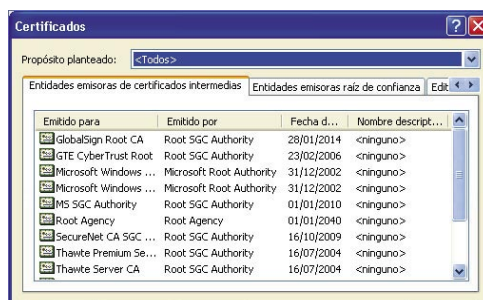 Certificados
Propósito planteado: <Todos>
Entidades emisoras de certificados intermedias Entidades emisoras raíz de confianza Edit
Emitido para Emitido por Fecha d... Nombre descript...
GlobalSign Root CA Root SGC Authority 28/01/2014 <ninguno>
GTE CyberTrust Root Root SGC Authority 23/02/2006 <ninguno>
Microsoft Windows ... Microsoft Root Authority 31/12/2002 <ninguno>
Microsoft Windows ... Microsoft Root Authority 31/12/2002 <ninguno>
MS SGC Authority Root SGC Authority 01/01/2010 <ninguno>
Root Agency Root Agency 01/01/2040 <ninguno>
SecureNet CA SGC ... Root SGC Authority 16/10/2009 <ninguno>
Thawte Premium Se... Root SGC Authority 16/07/2004 <ninguno>
Thawte Server CA Root SGC Authority 16/07/2004 <ninguno>